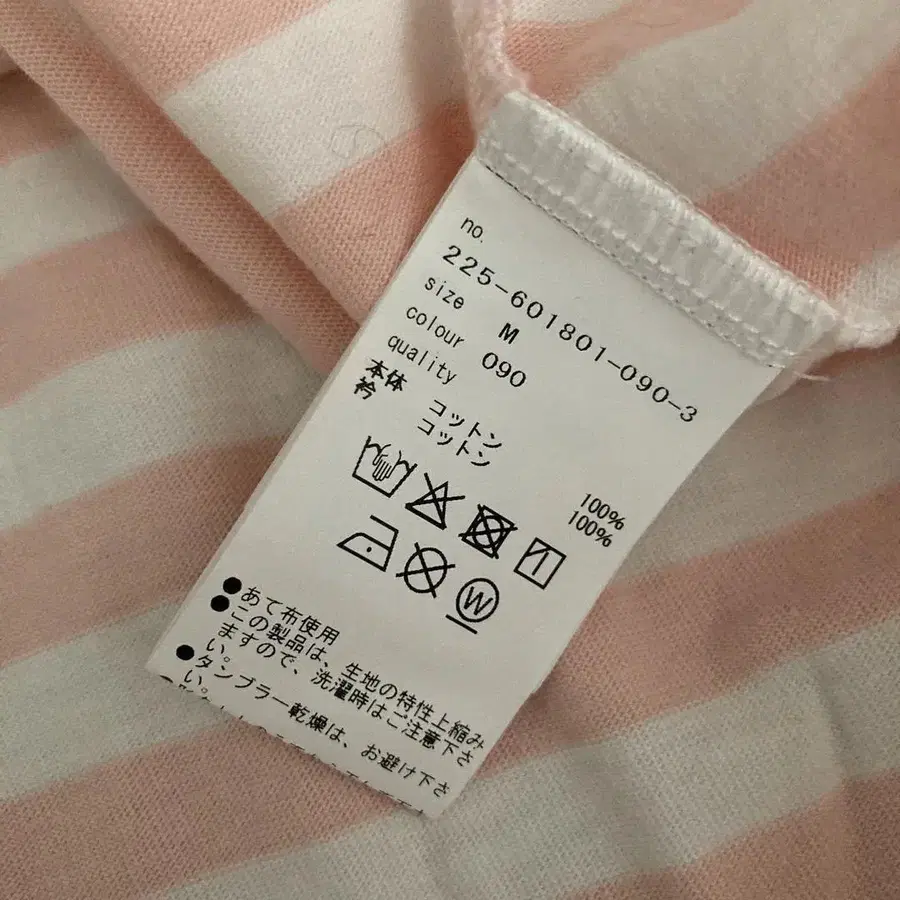 no.
225-601801-090-3
size M
colour 090
quality
本体 コットン 100%
衿 コットン 100%
W
●あて布使用
●この製品は、生地の特性上縮み
ますので、洗濯時はご注意下さ
い。
●タンブラー乾燥は、お避け下さ
い。